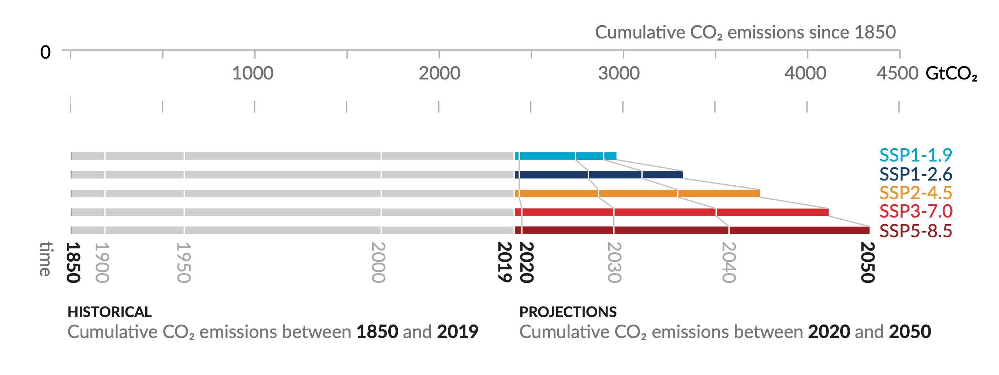 Cumulative CO₂ emissions since 1850
0
1000 2000 3000 4000 4500 GtCO₂
SSP1-1.9
SSP1-2.6
SSP2-4.5
SSP3-7.0
SSP5-8.5
time 1850 1900 1950 2000 2019 2020 2030 2040 2050
HISTORICAL
Cumulative CO₂ emissions between 1850 and 2019
PROJECTIONS
Cumulative CO₂ emissions between 2020 and 2050